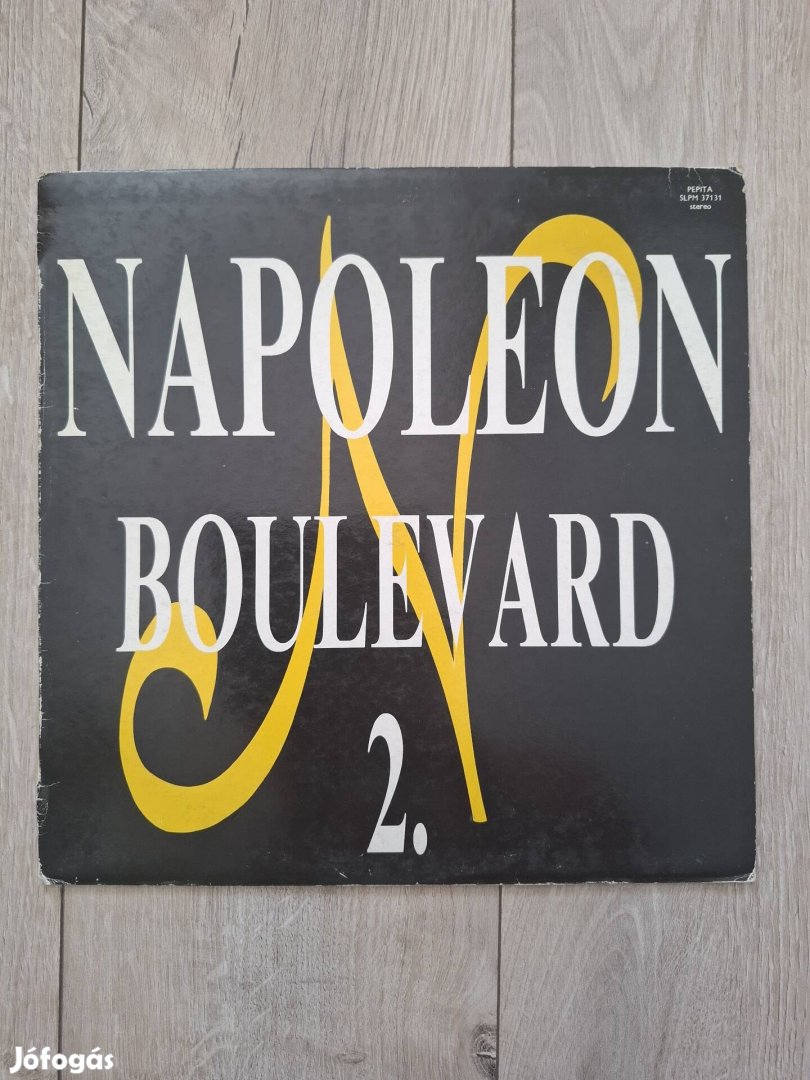 PEPITA
SLPM 37131
stereo
NAPOLEON
BOULEVARD
2.
Jófogás